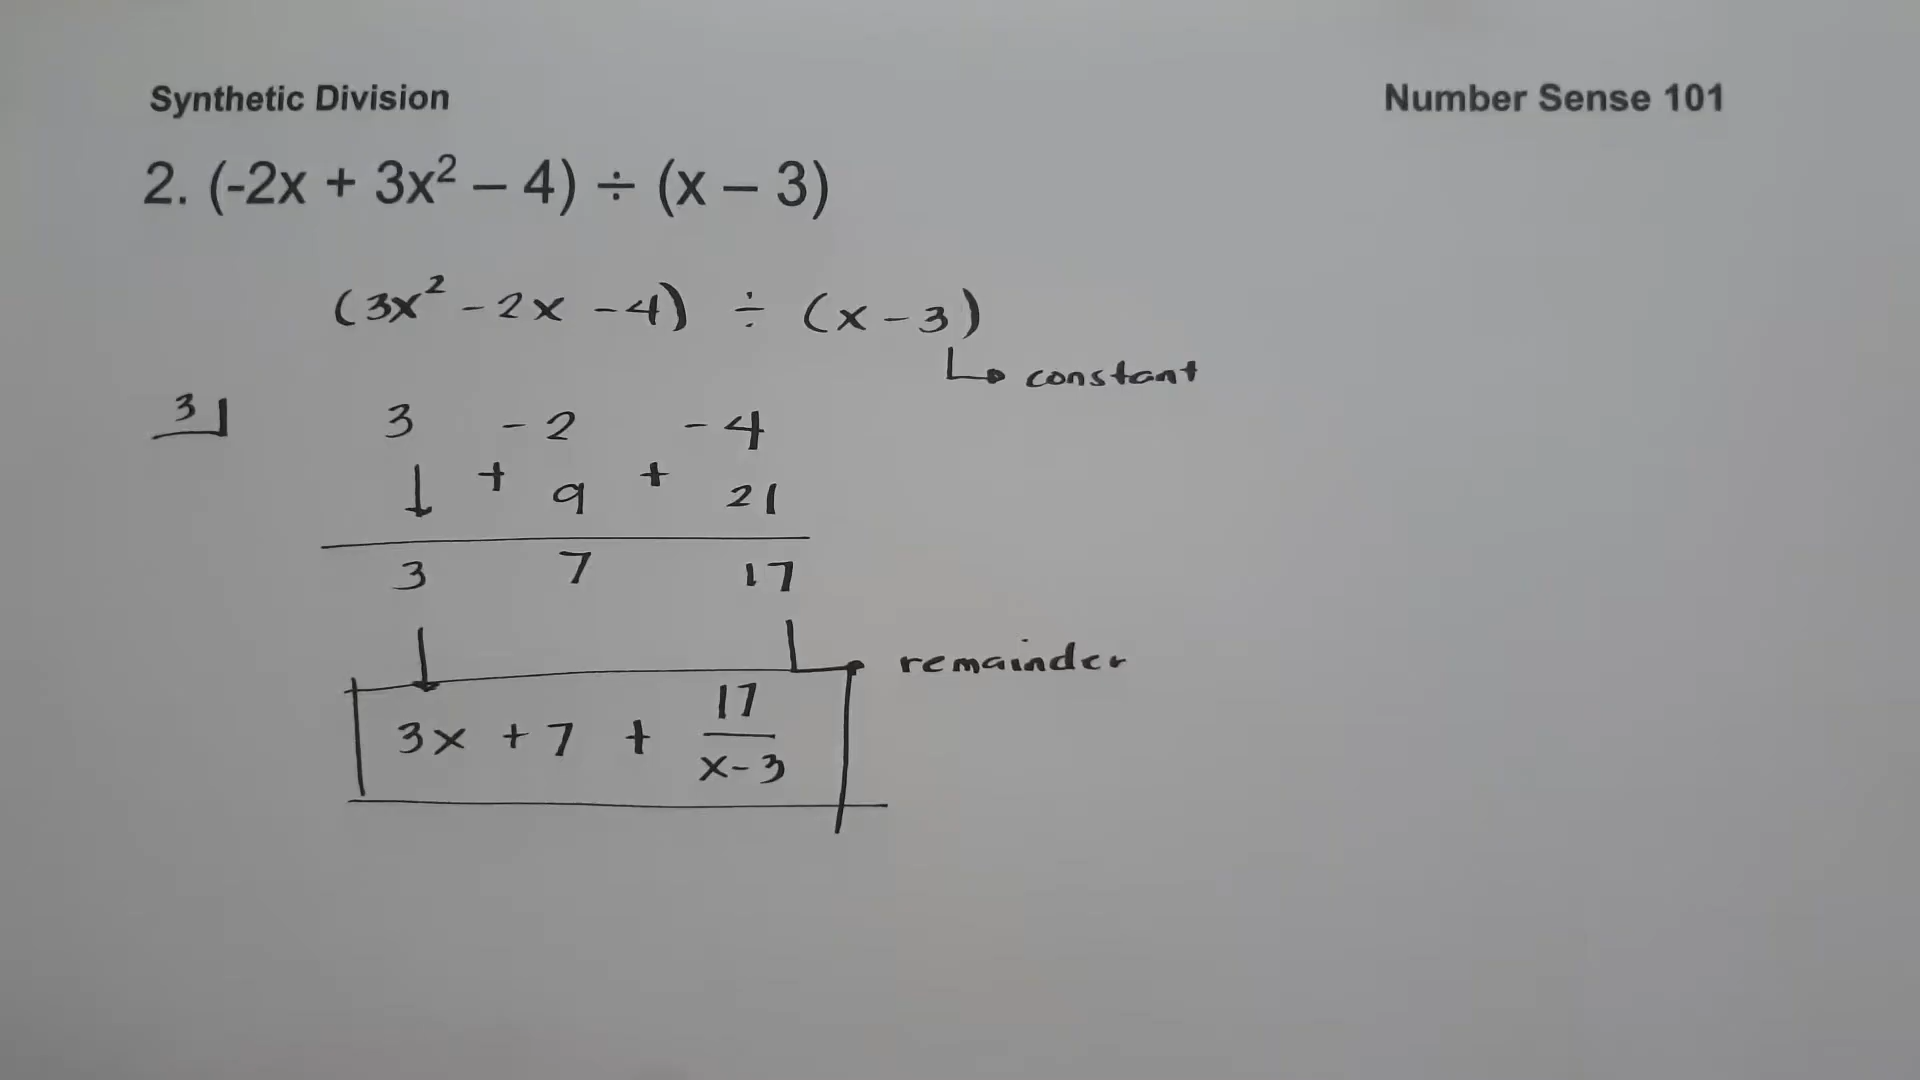 Synthetic Division Number Sense 101
2. (-2x + 3x² – 4) ÷ (x – 3)
(3x² - 2x - 4) ÷ (x - 3)
constant
3 3 - 2 - 4
+ 9 + 21
3 7 17
remainder
3x + 7 + 17/x-3